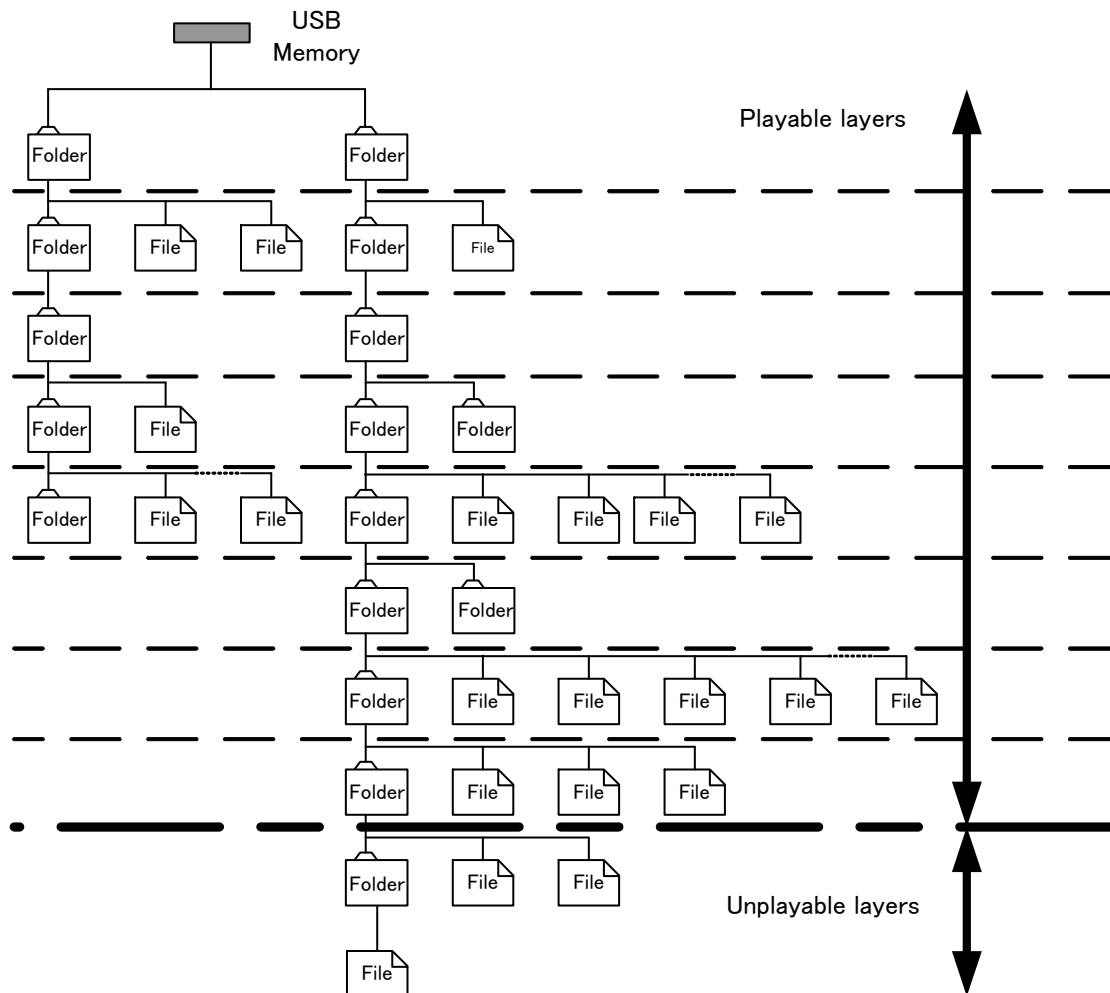 USB
Memory
Playable layers
Folder Folder
Folder File File Folder File
Folder Folder
Folder File Folder Folder
Folder File File Folder File File File File
Folder Folder
Folder File File File File File
Folder File File File
Folder File File
Unplayable layers
File